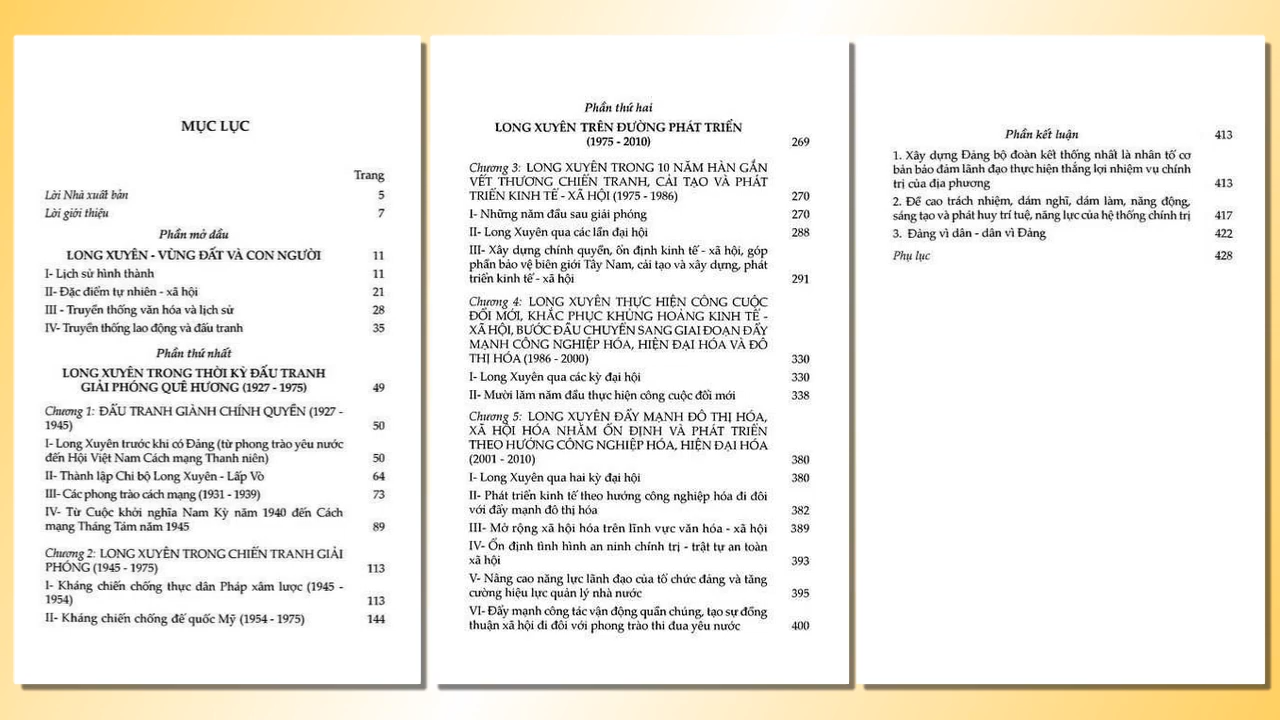 MỤC LỤC
Trang
Lời Nhà xuất bản 5
Lời giới thiệu 7
Phần mở đầu
LONG XUYÊN - VÙNG ĐẤT VÀ CON NGƯỜI 11
I- Lịch sử hình thành 11
II- Đặc điểm tự nhiên - xã hội 21
III - Truyền thống văn hóa và lịch sử 28
IV- Truyền thống lao động và đấu tranh 35
Phần thứ nhất
LONG XUYÊN TRONG THỜI KỲ ĐẤU TRANH
GIẢI PHÓNG QUÊ HƯƠNG (1927 - 1975) 49
Chương 1: ĐẤU TRANH GIÀNH CHÍNH QUYỀN (1927 -
1945) 50
I- Long Xuyên trước khi có Đảng (từ phong trào yêu nước
đến Hội Việt Nam Cách mạng Thanh niên) 50
II- Thành lập Chi bộ Long Xuyên - Lấp Vò 64
III- Các phong trào cách mạng (1931 - 1939) 73
IV- Từ Cuộc khởi nghĩa Nam Kỳ năm 1940 đến Cách
mạng Tháng Tám năm 1945 89
Chương 2: LONG XUYÊN TRONG CHIẾN TRANH GIẢI
PHÓNG (1945 - 1975) 113
I- Kháng chiến chống thực dân Pháp xâm lược (1945 -
1954) 113
II- Kháng chiến chống đế quốc Mỹ (1954 - 1975) 144
Phần thứ hai
LONG XUYÊN TRÊN ĐƯỜNG PHÁT TRIỂN
(1975 - 2010) 269
Chương 3: LONG XUYÊN TRONG 10 NĂM HÀN GẮN
VẾT THƯƠNG CHIẾN TRANH, CẢI TẠO VÀ PHÁT
TRIỂN KINH TẾ - XÃ HỘI (1975 - 1986) 270
I- Những năm đầu sau giải phóng 270
II- Long Xuyên qua các lần đại hội 288
III- Xây dựng chính quyền, ổn định kinh tế - xã hội, góp
phần bảo vệ biên giới Tây Nam, cải tạo và xây dựng, phát
triển kinh tế - xã hội 291
Chương 4: LONG XUYÊN THỰC HIỆN CÔNG CUỘC
ĐỔI MỚI, KHẮC PHỤC KHỦNG HOẢNG KINH TẾ -
XÃ HỘI, BƯỚC ĐẦU CHUYỂN SANG GIAI ĐOẠN ĐẨY
MẠNH CÔNG NGHIỆP HÓA, HIỆN ĐẠI HÓA VÀ ĐÔ
THỊ HÓA (1986 - 2000) 330
I- Long Xuyên qua các kỳ đại hội 330
II- Mười lăm năm đầu thực hiện công cuộc đổi mới 338
Chương 5: LONG XUYÊN ĐẨY MẠNH ĐÔ THỊ HÓA,
XÃ HỘI HÓA NHẰM ỔN ĐỊNH VÀ PHÁT TRIỂN
THEO HƯỚNG CÔNG NGHIỆP HÓA, HIỆN ĐẠI HÓA
(2001 - 2010) 380
I- Long Xuyên qua hai kỳ đại hội 380
II- Phát triển kinh tế theo hướng công nghiệp hóa đi đôi
với đẩy mạnh đô thị hóa 382
III- Mở rộng xã hội hóa trên lĩnh vực văn hóa - xã hội 389
IV- Ổn định tình hình an ninh chính trị - trật tự an toàn
xã hội 393
V- Nâng cao năng lực lãnh đạo của tổ chức đảng và tăng
cường hiệu lực quản lý nhà nước 395
VI- Đẩy mạnh công tác vận động quần chúng, tạo sự đồng
thuận xã hội đi đôi với phong trào thi đua yêu nước 400
Phần kết luận 413
1. Xây dựng Đảng bộ đoàn kết thống nhất là nhân tố cơ
bản bảo đảm lãnh đạo thực hiện thắng lợi nhiệm vụ chính
trị của địa phương 413
2. Đề cao trách nhiệm, dám nghĩ, dám làm, năng động,
sáng tạo và phát huy trí tuệ, năng lực của hệ thống chính trị 417
3. Đảng vì dân - dân vì Đảng 422
Phụ lục 428